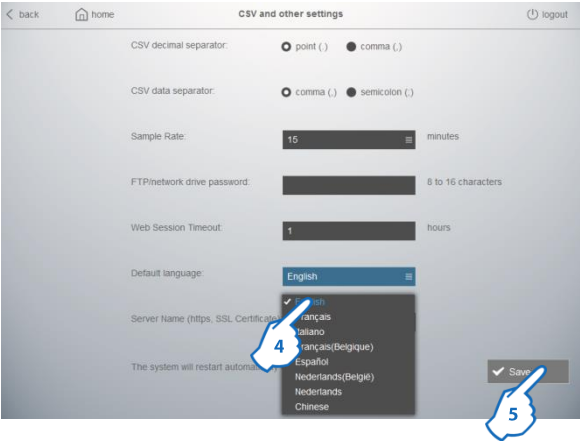 back
home
CSV and other settings
logout
CSV decimal separator:
point (.)
comma (,)
CSV data separator:
comma (,)
semicolon (;)
Sample Rate:
15
minutes
FTP/network drive password:
8 to 16 characters
Web Session Timeout:
1
hours
Default language:
English
Server Name (https, SSL Certificate)
Français(Belgique)
Español
Nederlands(België)
Nederlands
Chinese
The system will restart
Save
4
5